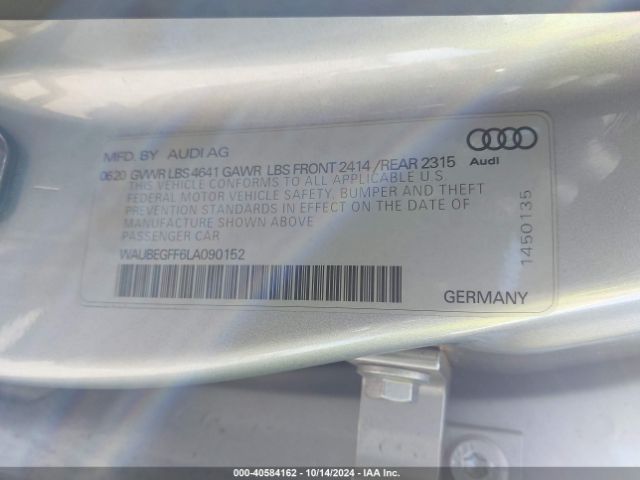 MFD. BY AUDI AG
0620 GVWR LBS 4641 GAWR LBS FRONT 2414 /REAR 2315
THIS VEHICLE CONFORMS TO ALL APPLICABLE U.S.
FEDERAL MOTOR VEHICLE SAFETY, BUMPER AND THEFT
PREVENTION STANDARDS IN EFFECT ON THE DATE OF
MANUFACTURE SHOWN ABOVE
PASSENGER CAR
WAUBEGFF6LA090152
Audi
1450135
GERMANY
000-40584162 - 10/14/2024 - IAA Inc.